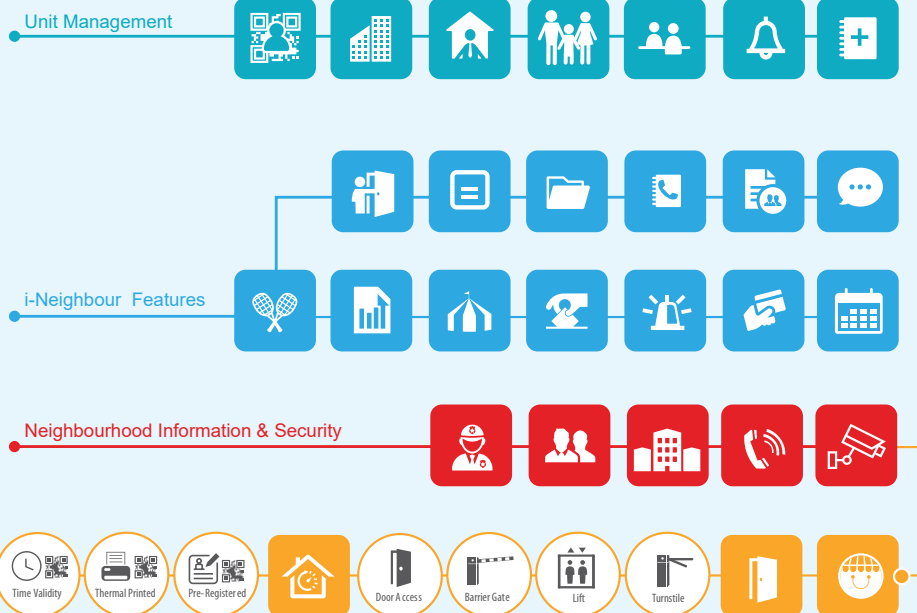 Unit Management
i-Neighbour Features
Neighbourhood Information & Security
Time Validity
Thermal Printed
Pre-Registered
Door Access
Barrier Gate
Lift
Turnstile